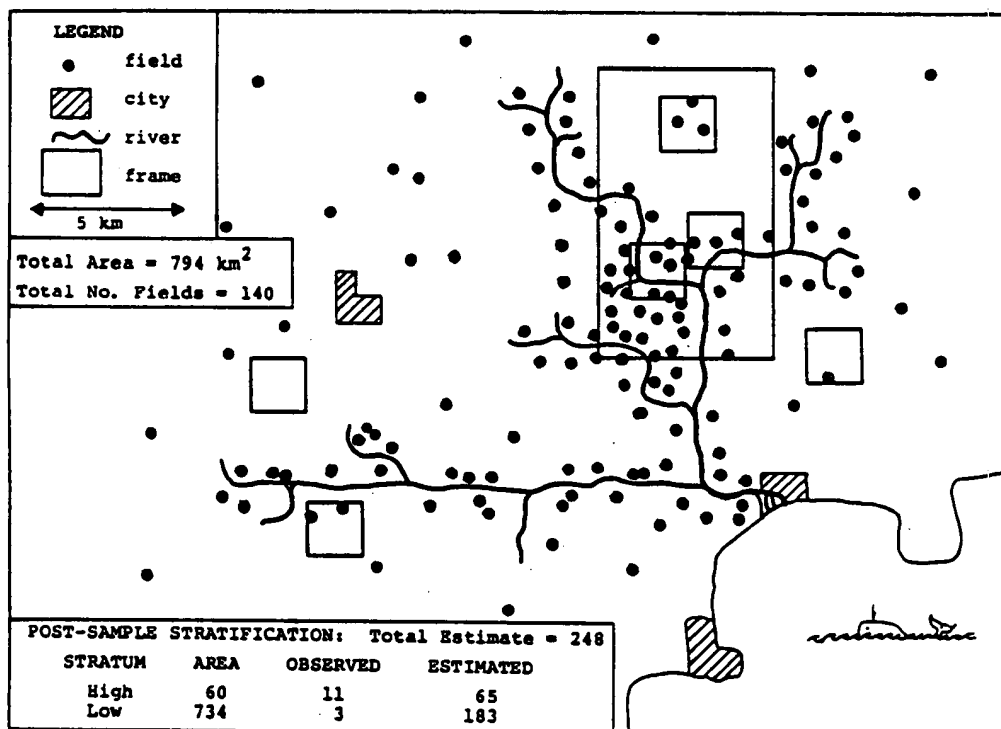 LEGEND
field
city
river
frame
5 km
Total Area = 794 km²
Total No. Fields = 140
POST-SAMPLE STRATIFICATION: Total Estimate = 248
STRATUM AREA OBSERVED ESTIMATED
High 60 11 65
Low 734 3 183